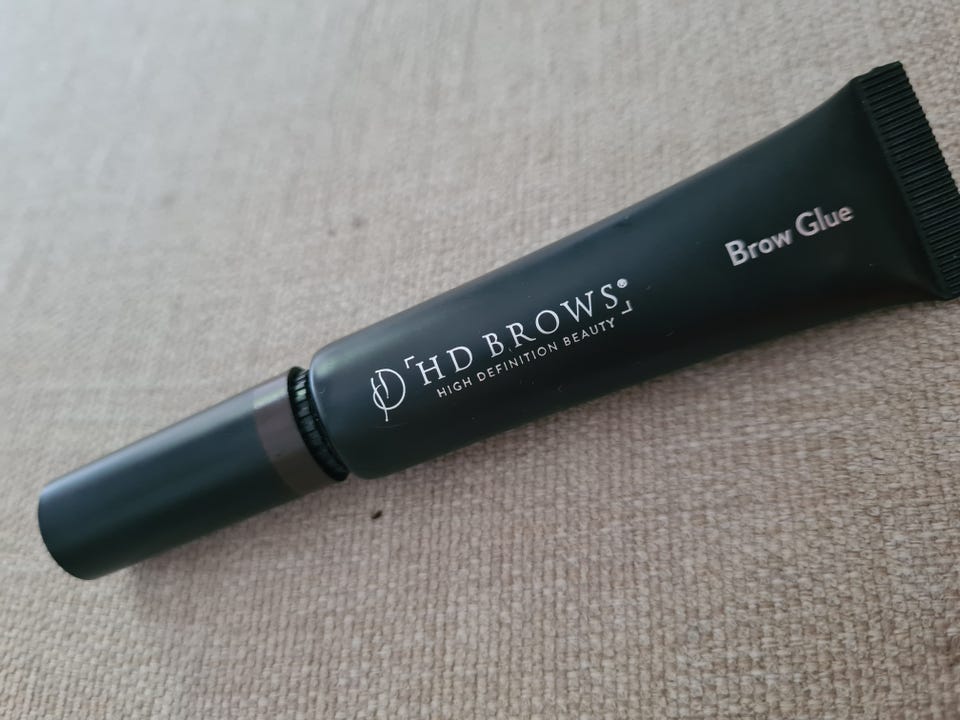 HD BROWS®
HIGH DEFINITION BEAUTY
Brow Glue